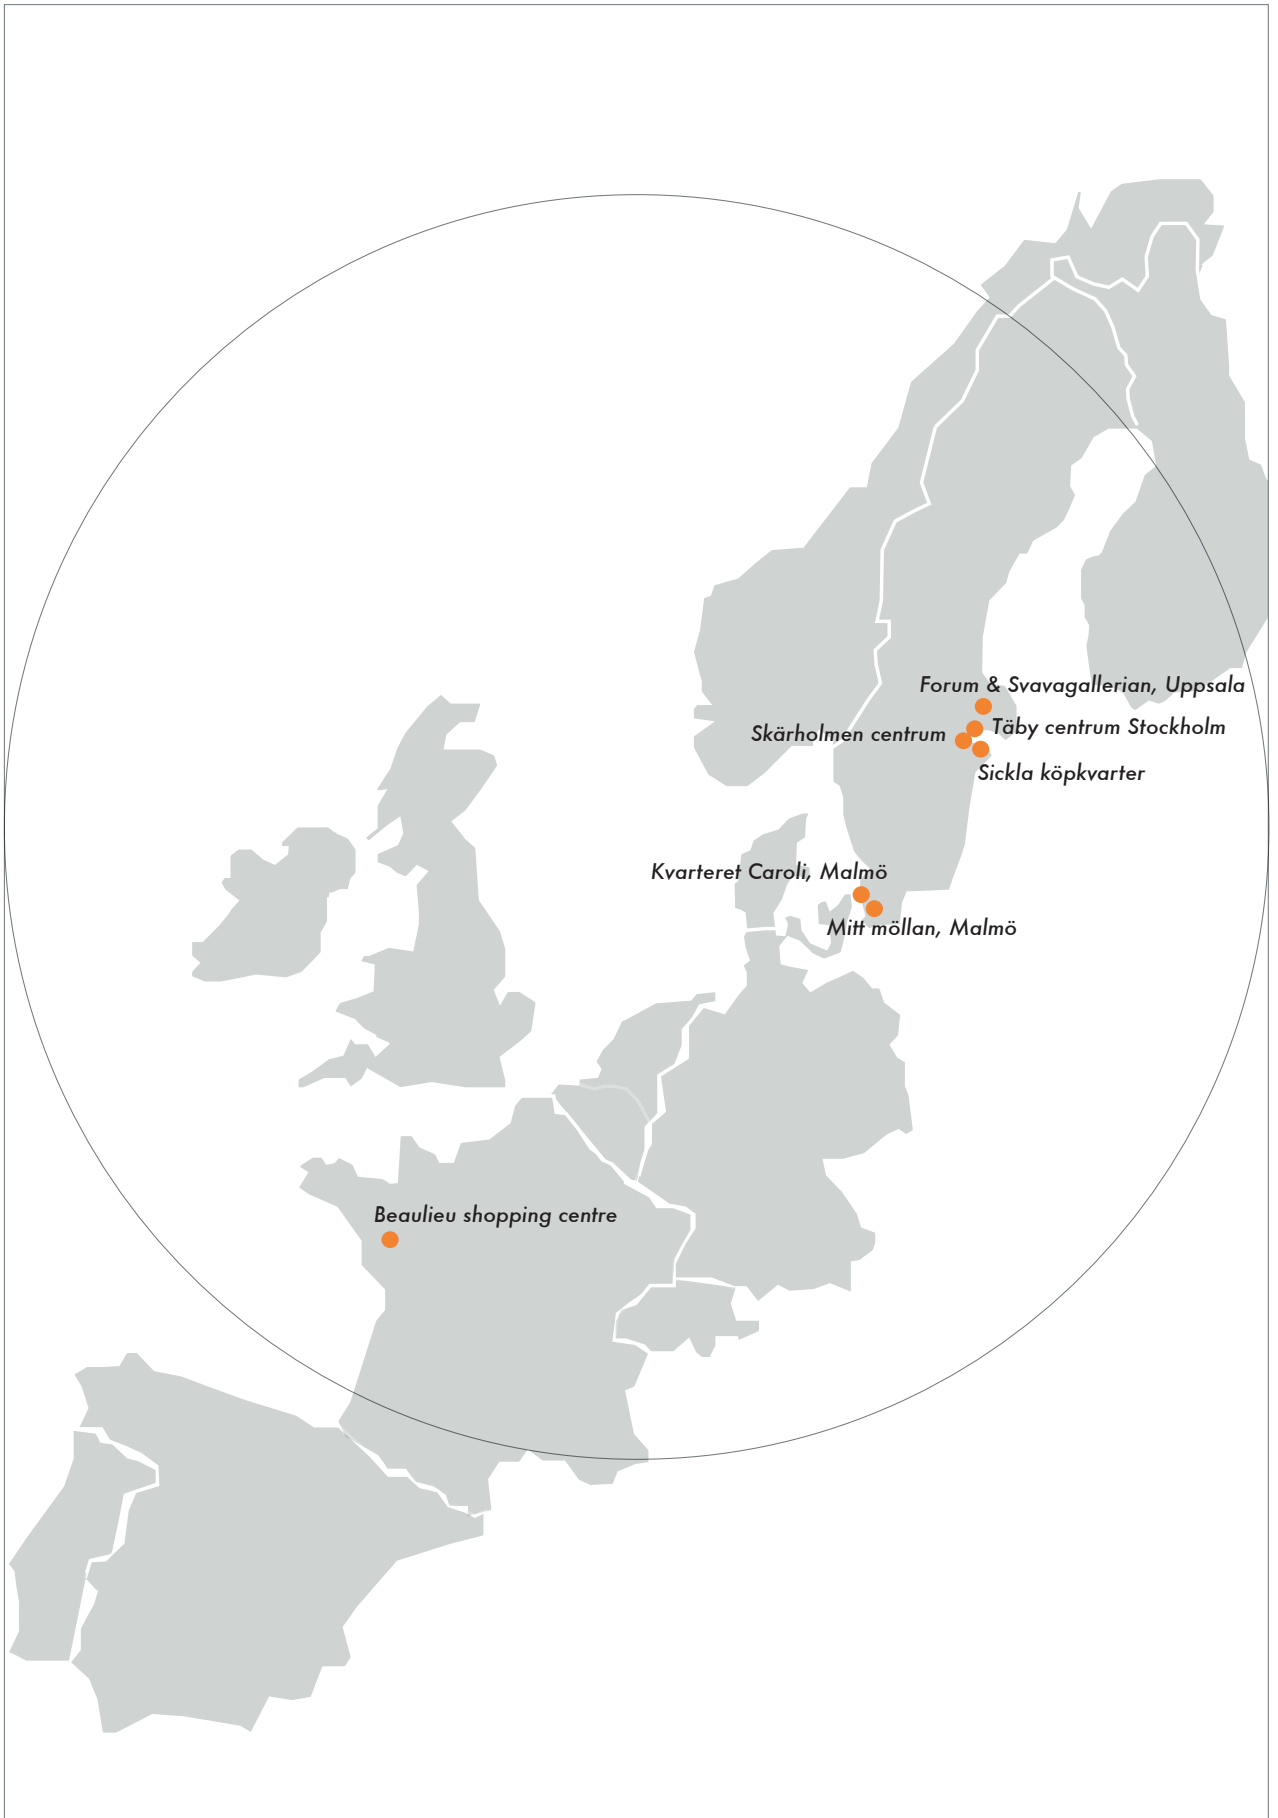 Forum & Svavagallerian, Uppsala
Täby centrum Stockholm
Skärholmen centrum
Sickla köpkvarter
Kvarteret Caroli, Malmö
Mitt möllan, Malmö
Beaulieu shopping centre